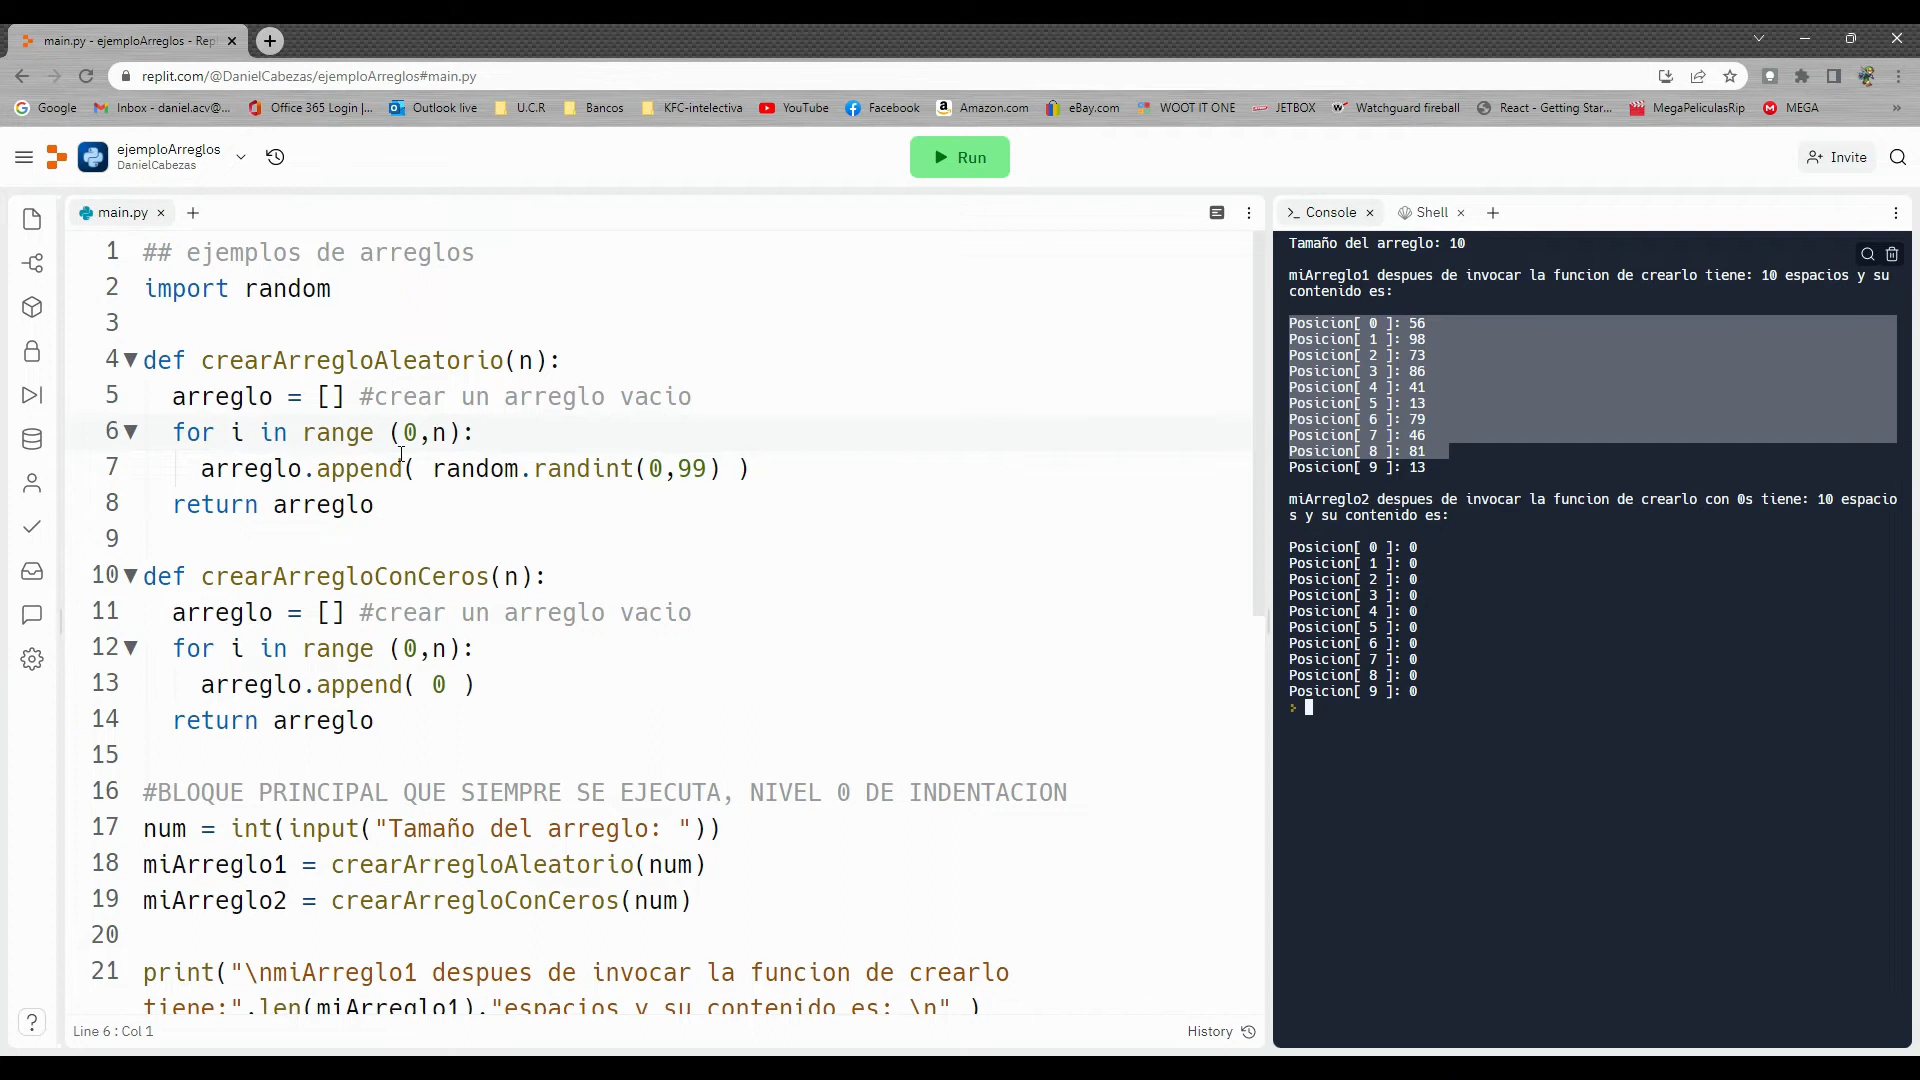 main.py - ejemploArreglos - Rep
replit.com/@DanielCabezas/ejemploArreglos#main.py
Google
Inbox - daniel.acv@...
Office 365 Login |...
Outlook live
U.C.R
Bancos
KFC-intelectiva
YouTube
Facebook
Amazon.com
eBay.com
WOOT IT ONE
JETBOX
Watchguard fireball
React - Getting Star...
MegaPeliculasRip
MEGA
»
ejemploArreglos
DanielCabezas
Run
Invite
main.py
1 ## ejemplos de arreglos
2 import random
3
4 def crearArregloAleatorio(n):
5 arreglo = [] #crear un arreglo vacio
6 for i in range (0,n):
7 arreglo.append( random.randint(0,99) )
8 return arreglo
9
10 def crearArregloConCeros(n):
11 arreglo = [] #crear un arreglo vacio
12 for i in range (0,n):
13 arreglo.append( 0 )
14 return arreglo
15
16 #BLOQUE PRINCIPAL QUE SIEMPRE SE EJECUTA, NIVEL 0 DE INDENTACION
17 num = int(input("Tamaño del arreglo: "))
18 miArreglo1 = crearArregloAleatorio(num)
19 miArreglo2 = crearArregloConCeros(num)
20
21 print("\nmiArreglo1 despues de invocar la funcion de crearlo
tiene:",len(miArreglo1),"espacios y su contenido es: \n" )
Line 6 : Col 1
History
?
Console
Shell
Tamaño del arreglo: 10
miArreglo1 despues de invocar la funcion de crearlo tiene: 10 espacios y su
contenido es:
Posicion[ 0 ]: 56
Posicion[ 1 ]: 98
Posicion[ 2 ]: 73
Posicion[ 3 ]: 86
Posicion[ 4 ]: 41
Posicion[ 5 ]: 13
Posicion[ 6 ]: 79
Posicion[ 7 ]: 46
Posicion[ 8 ]: 81
Posicion[ 9 ]: 13
miArreglo2 despues de invocar la funcion de crearlo con 0s tiene: 10 espacio
s y su contenido es:
Posicion[ 0 ]: 0
Posicion[ 1 ]: 0
Posicion[ 2 ]: 0
Posicion[ 3 ]: 0
Posicion[ 4 ]: 0
Posicion[ 5 ]: 0
Posicion[ 6 ]: 0
Posicion[ 7 ]: 0
Posicion[ 8 ]: 0
Posicion[ 9 ]: 0